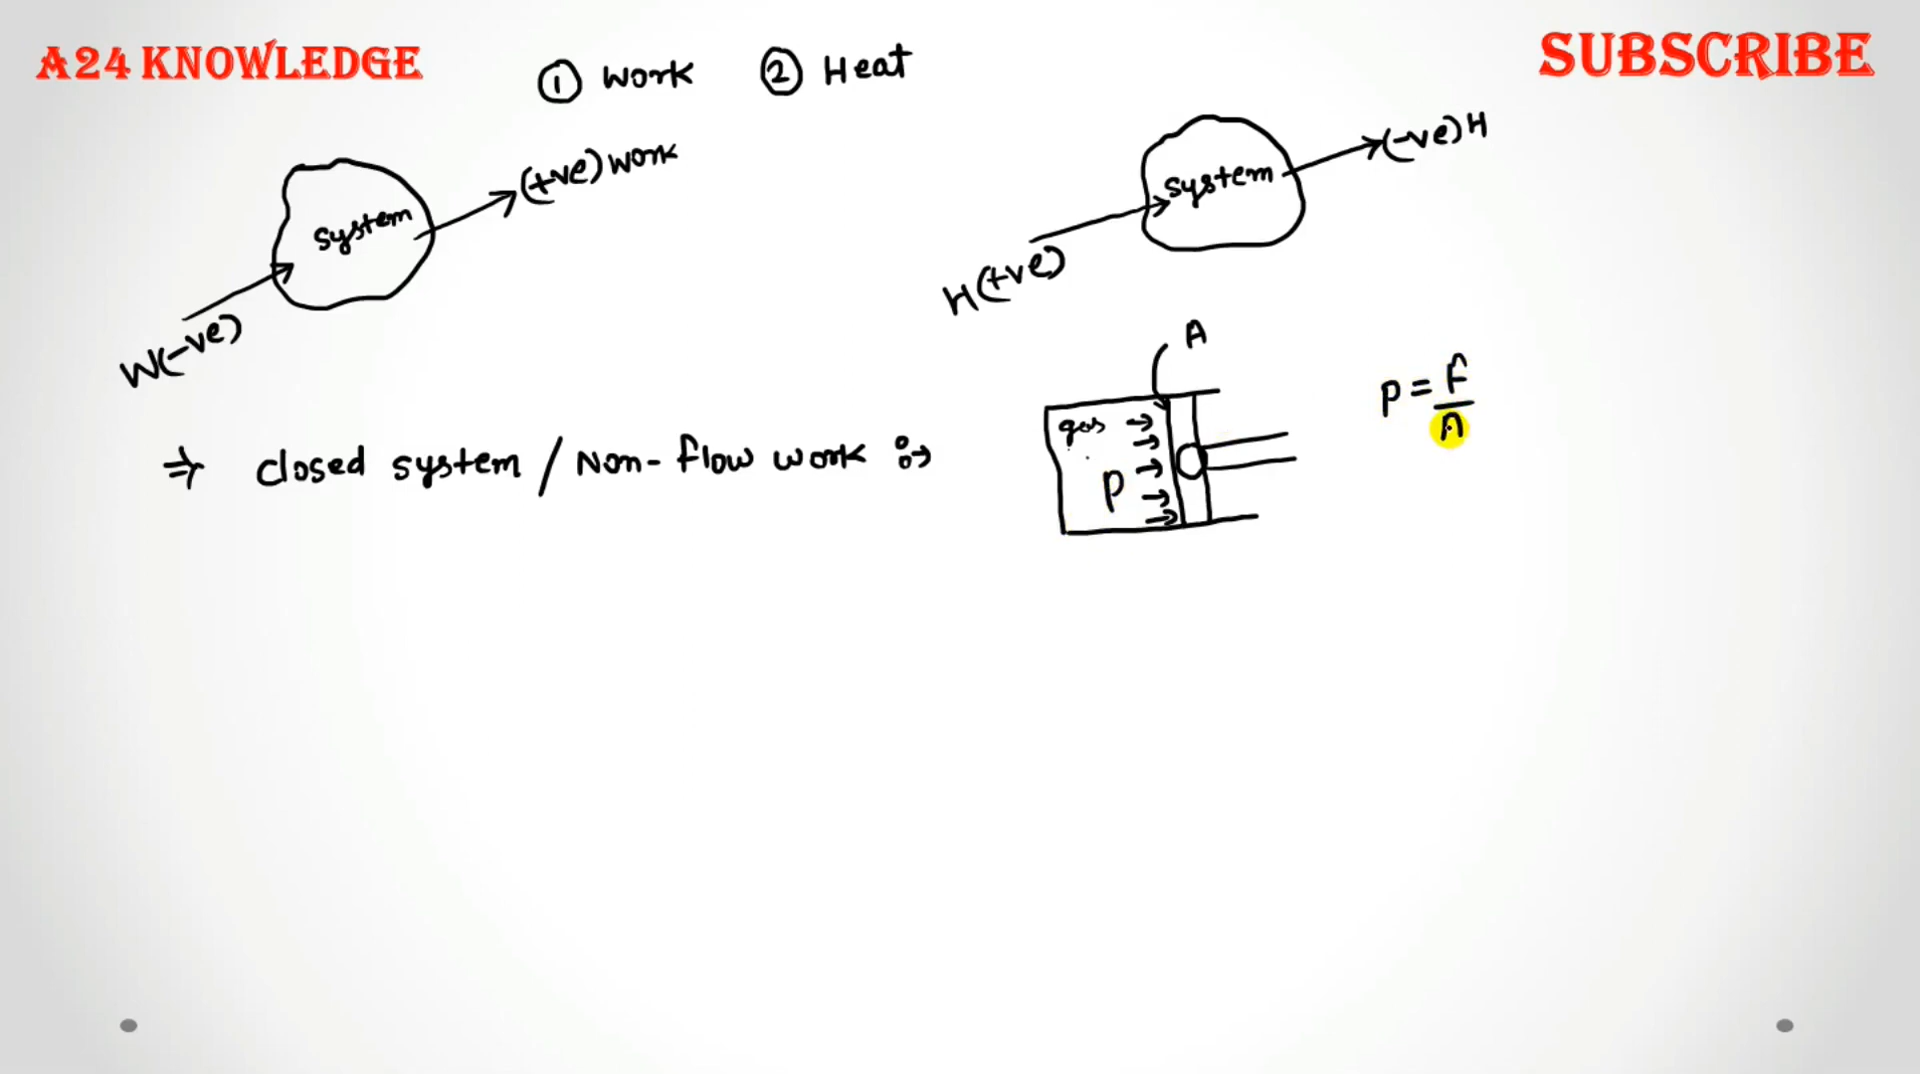 A24 KNOWLEDGE
① Work ② Heat
SUBSCRIBE
(+ve) work
system
W(-ve)
(-ve) H
system
H(+ve)
A
gas
P
P = F/A
⇒ closed system / Non-flow work :→